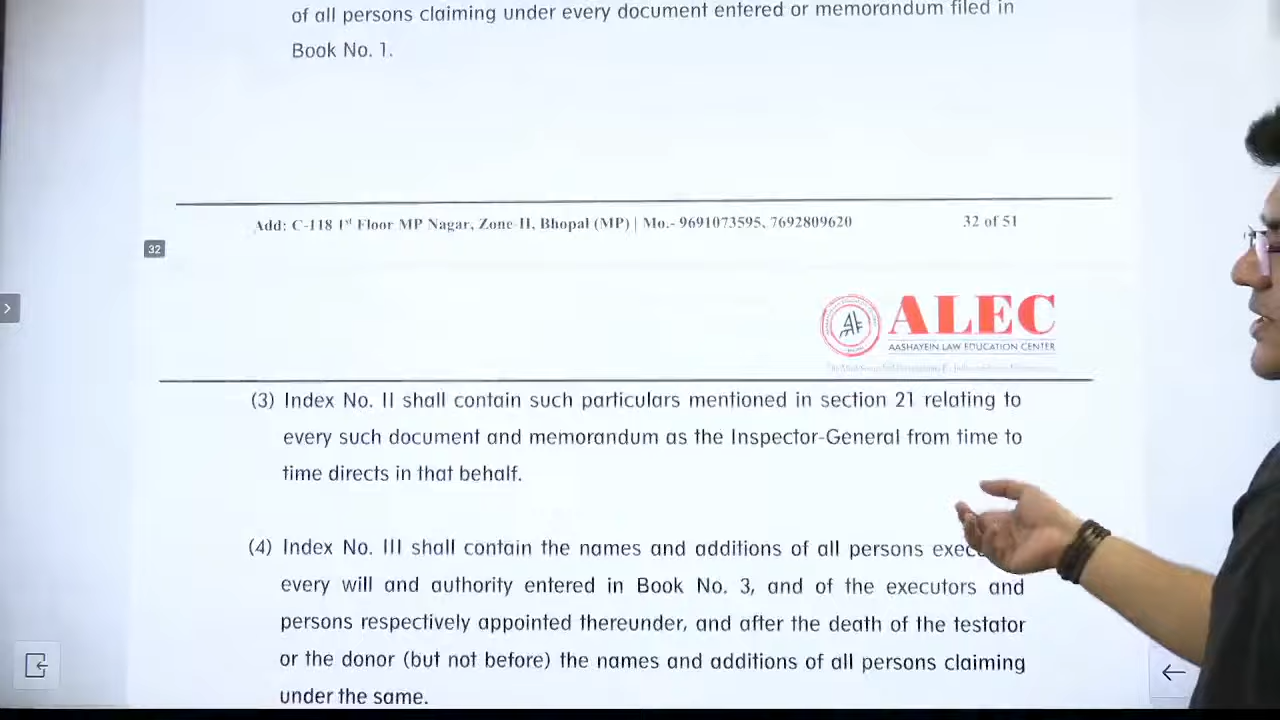 of all persons claiming under every document entered or memorandum filed in
Book No. 1.
Add: C-118 1st Floor MP Nagar, Zone-II, Bhopal (MP) | Mo.- 9691073595, 7692809620 32 of 51
32
ALEC
AASHAYEIN LAW EDUCATION CENTER
(3) Index No. II shall contain such particulars mentioned in section 21 relating to
every such document and memorandum as the Inspector-General from time to
time directs in that behalf.
(4) Index No. III shall contain the names and additions of all persons
every will and authority entered in Book No. 3, and of the executors and
persons respectively appointed thereunder, and after the death of the testator
or the donor (but not before) the names and additions of all persons claiming
under the same.